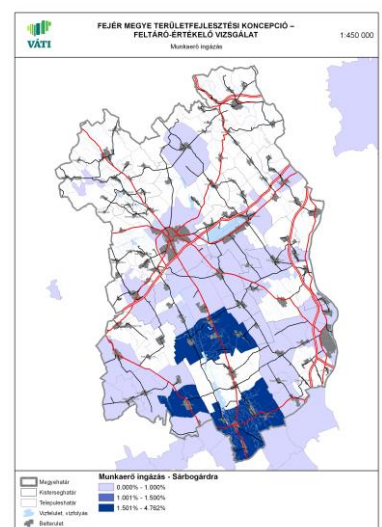 VÁTI
FEJÉR MEGYE TERÜLETFEJLESZTÉSI KONCEPCIÓ –
FELTÁRÓ-ÉRTÉKELŐ VIZSGÁLAT
Munkaerő ingázás
1:450 000
Megyehatár
Kistérséghatár
Településhatár
Vízfelület, vízfolyás
Belterület
Munkaerő ingázás - Sárbogárdra
0.000% - 1.000%
1.001% - 1.500%
1.501% - 4.762%